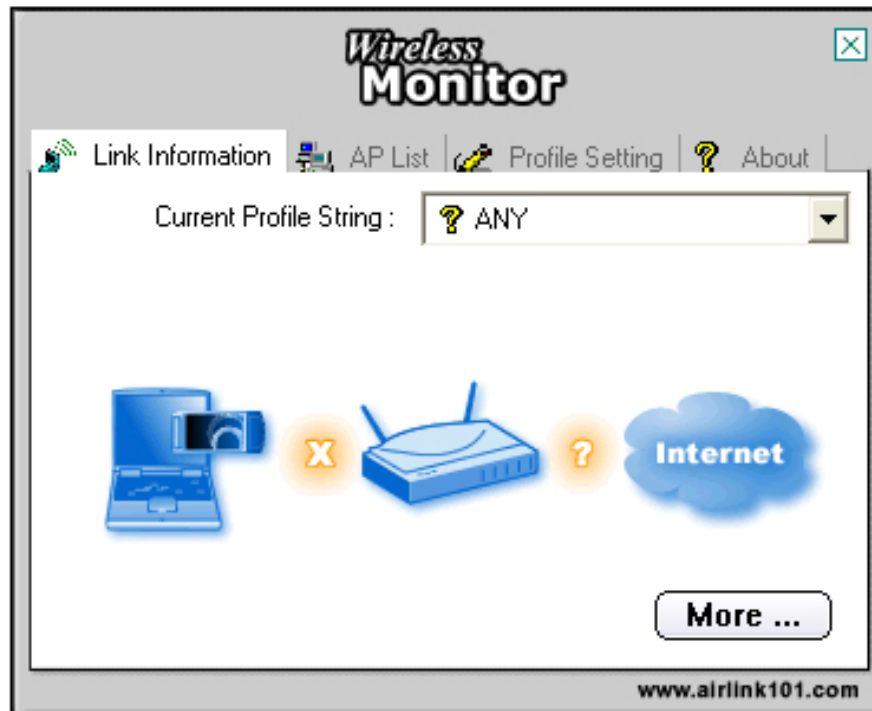 Wireless
Monitor
Link Information
AP List
Profile Setting
? About
Current Profile String :
? ANY
X
?
Internet
More ...
www.airlink101.com